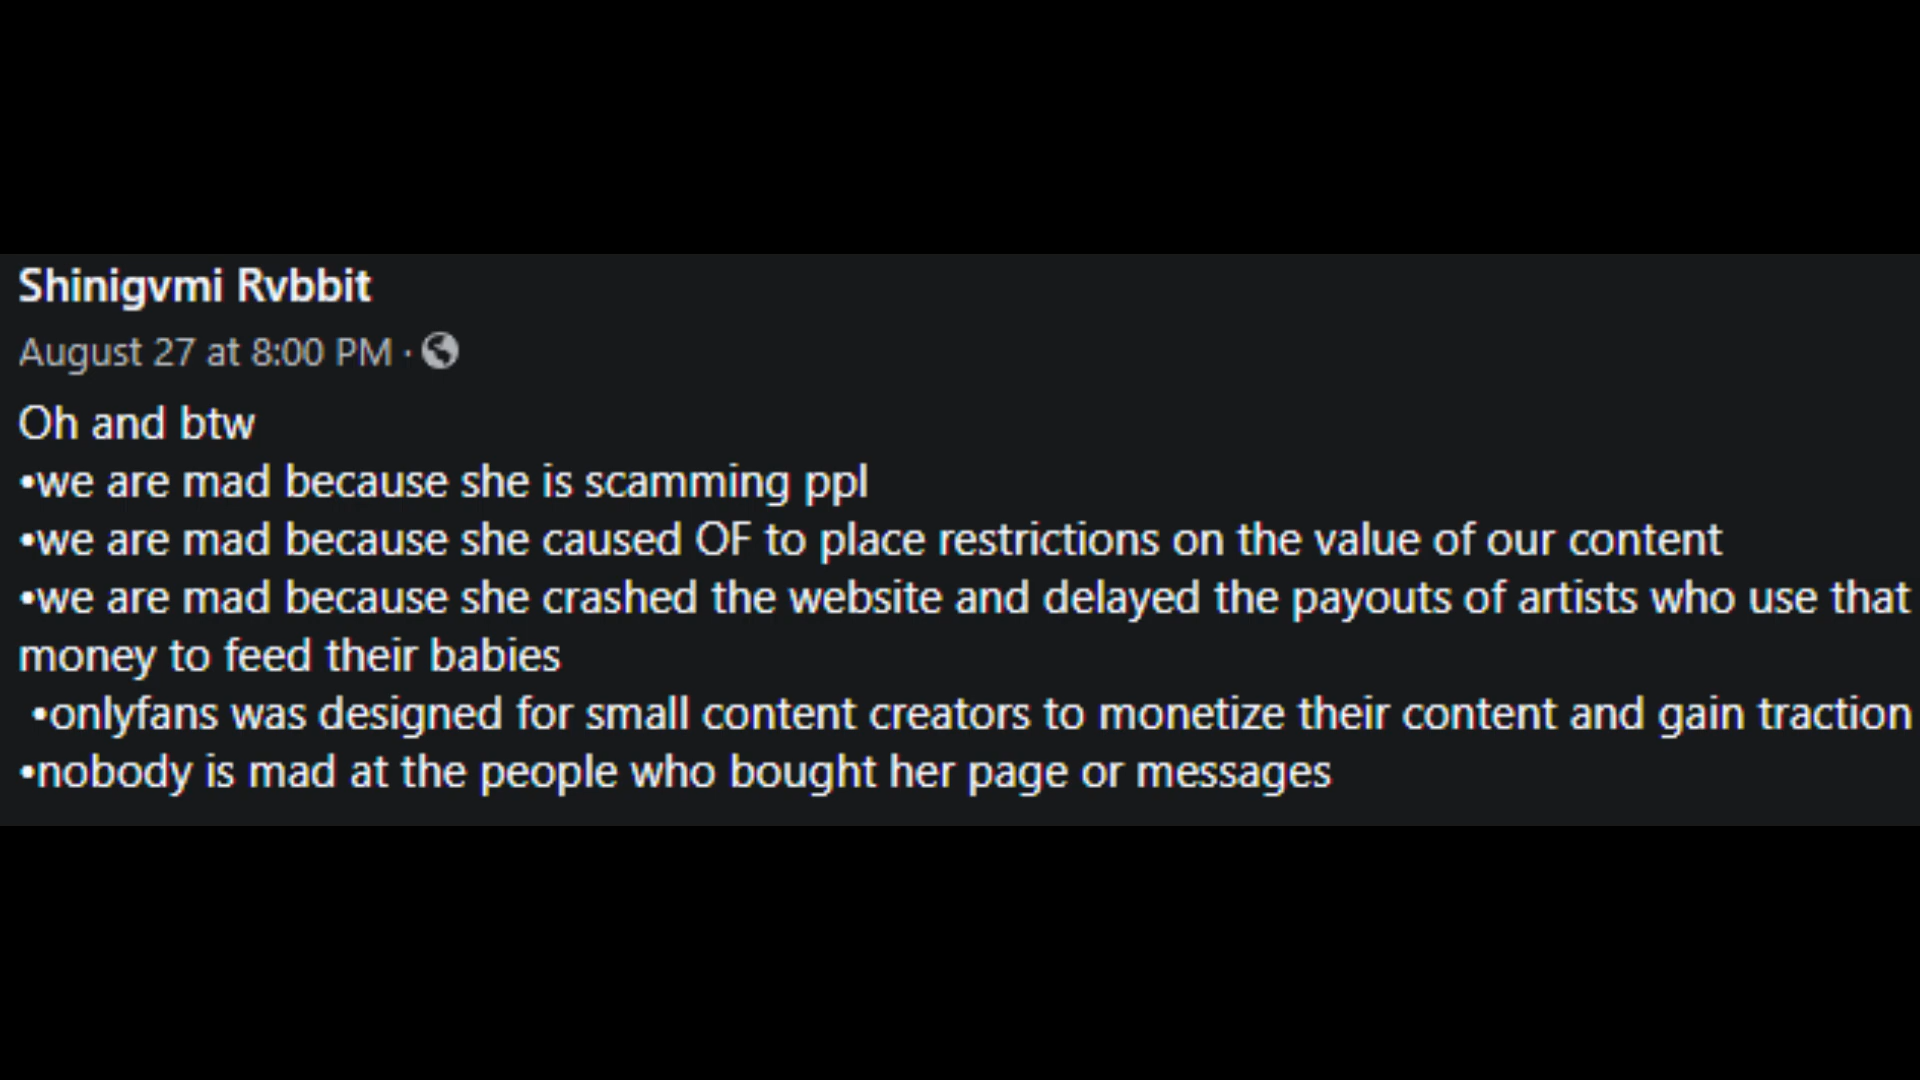 Shinigvmi Rvbbit
August 27 at 8:00 PM ·
Oh and btw
•we are mad because she is scamming ppl
•we are mad because she caused OF to place restrictions on the value of our content
•we are mad because she crashed the website and delayed the payouts of artists who use that
money to feed their babies
•onlyfans was designed for small content creators to monetize their content and gain traction
•nobody is mad at the people who bought her page or messages